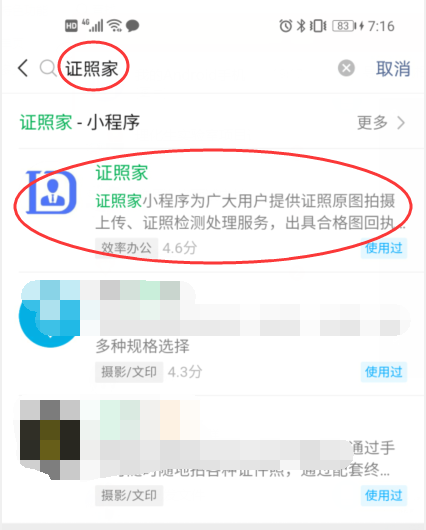 HD 46 83 7:16
证照家 取消
证照家 - 小程序 更多
证照家
证照家小程序为广大用户提供证照原图拍摄
上传、证照检测处理服务，出具合格图回执...
效率办公 4.6分 使用过
多种规格选择
摄影/文印 4.3分 使用过
通过手
随时随地拍各种证件照，通过配套终...
摄影/文印 使用过